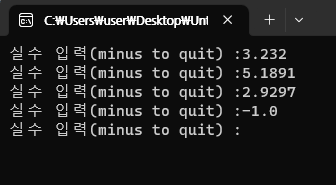 C:₩Users₩user₩Desktop₩Unt
실수 입력(minus to quit) :3.232
실수 입력(minus to quit) :5.1891
실수 입력(minus to quit) :2.9297
실수 입력(minus to quit) :-1.0
실수 입력(minus to quit) :